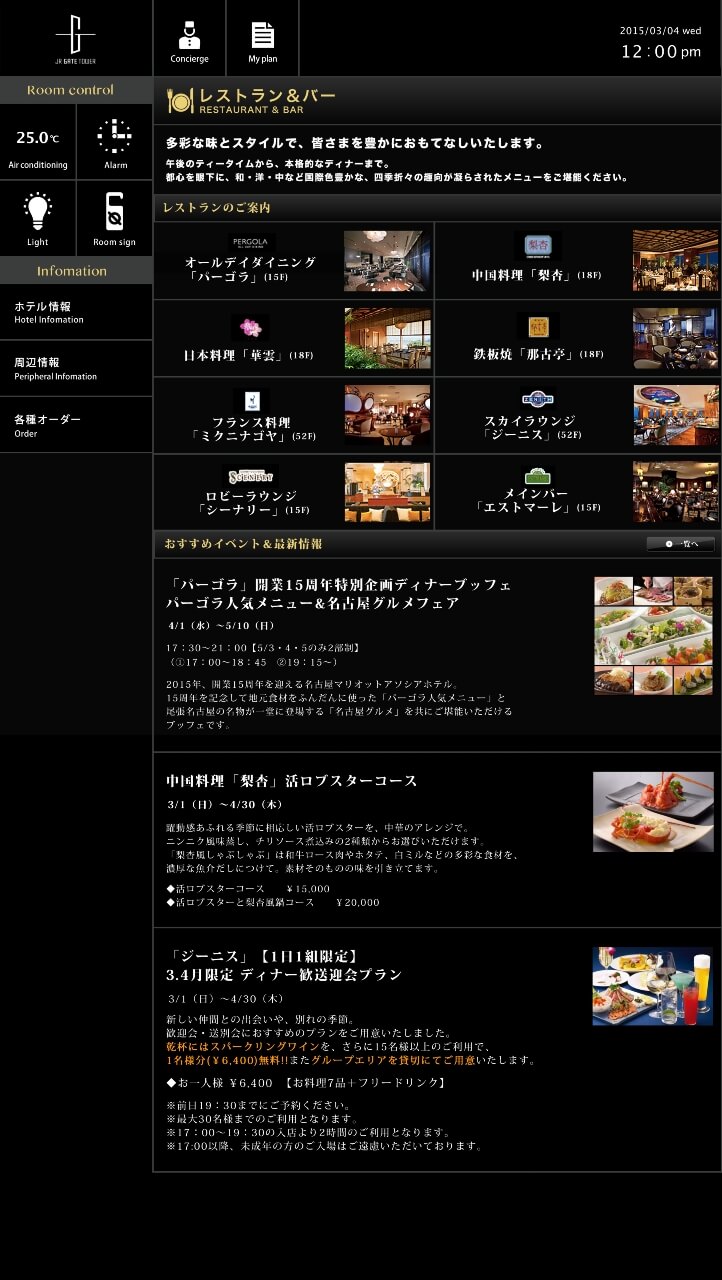 JR GATE TOWER
Concierge
My plan
2015/03/04 wed
12:00 pm
Room control
25.0℃
Air conditioning
Alarm
Light
Room sign
Infomation
ホテル情報
Hotel Infomation
周辺情報
Peripheral Infomation
各種オーダー
Order
レストラン&バー
RESTAURANT & BAR
多彩な味とスタイルで、皆さまを豊かにおもてなしいたします。
午後のティータイムから、本格的なディナーまで。
都心を眼下に、和・洋・中など国際色豊かな、四季折々の趣向が凝らされたメニューをご堪能ください。
レストランのご案内
PERGOLA
オールデイダイニング
「パーゴラ」(15F)
梨杏
中国料理「梨杏」(18F)
日本料理「華雲」(18F)
鉄板焼「那古亭」(18F)
フランス料理
「ミクニナゴヤ」(52F)
ZENITH
スカイラウンジ
「ジーニス」(52F)
SCENERY
ロビーラウンジ
「シーナリー」(15F)
メインバー
「エストマーレ」(15F)
おすすめイベント＆最新情報
一覧へ
「パーゴラ」開業15周年特別企画ディナーブッフェ
パーゴラ人気メニュー&名古屋グルメフェア
4/1（水）〜5/10（日）
17：30〜21：00【5/3・4・5のみ2部制】
（①17：00〜18：45　②19：15〜）
2015年、開業15周年を迎える名古屋マリオットアソシアホテル。
15周年を記念して地元食材をふんだんに使った「パーゴラ人気メニュー」と
尾張名古屋の名物が一堂に登場する「名古屋グルメ」を共にご堪能いただける
ブッフェです。
中国料理「梨杏」活ロブスターコース
3/1（日）〜4/30（木）
躍動感あふれる季節に相応しい活ロブスターを、中華のアレンジで。
ニンニク風味蒸し、チリソース煮込みの2種類からお選びいただけます。
「梨杏風しゃぶしゃぶ」は和牛ロース肉やホタテ、白ミルなどの多彩な食材を、
濃厚な魚介だしにつけて。素材そのものの味を引き立てます。
◆活ロブスターコース　　￥15,000
◆活ロブスターと梨杏風鍋コース　　￥20,000
「ジーニス」【1日1組限定】
3.4月限定 ディナー歓送迎会プラン
3/1（日）〜4/30（木）
新しい仲間との出会いや、別れの季節。
歓迎会・送別会におすすめのプランをご用意いたしました。
乾杯にはスパークリングワインを、さらに15名様以上のご利用で、
1名様分(￥6,400)無料!!またグループエリアを貸切にてご用意いたします。
◆お一人様 ￥6,400　【お料理7品＋フリードリンク】
※前日19：30までにご予約ください。
※最大30名様までのご利用となります。
※17：00〜19：30の入店より2時間のご利用となります。
※17:00以降、未成年の方のご入場はご遠慮いただいております。